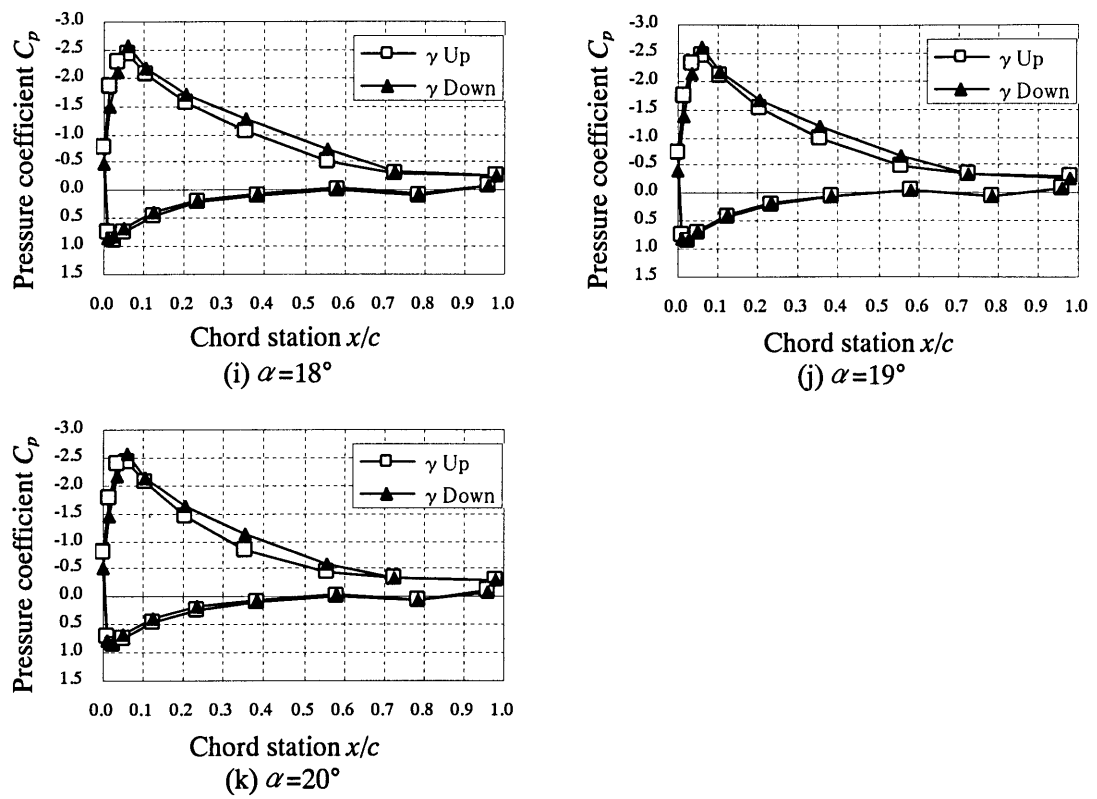 Pressure coefficient Cp
-3.0
-2.5
-2.0
-1.5
-1.0
-0.5
0.0
0.5
1.0
1.5
γ Up
γ Down
0.0 0.1 0.2 0.3 0.4 0.5 0.6 0.7 0.8 0.9 1.0
Chord station x/c
(i) α=18°
Pressure coefficient Cp
-3.0
-2.5
-2.0
-1.5
-1.0
-0.5
0.0
0.5
1.0
1.5
γ Up
γ Down
0.0 0.1 0.2 0.3 0.4 0.5 0.6 0.7 0.8 0.9 1.0
Chord station x/c
(j) α=19°
Pressure coefficient Cp
-3.0
-2.5
-2.0
-1.5
-1.0
-0.5
0.0
0.5
1.0
1.5
γ Up
γ Down
0.0 0.1 0.2 0.3 0.4 0.5 0.6 0.7 0.8 0.9 1.0
Chord station x/c
(k) α=20°